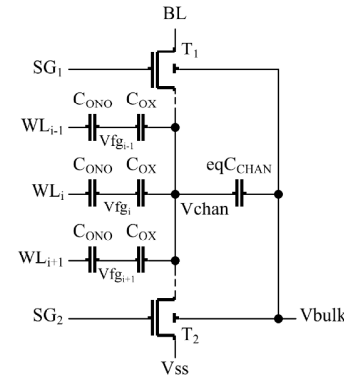 BL
T1
SG1
CONO COX
WLi-1
Vfgi-1
CONO COX eqCCHAN
WLi
Vfgi Vchan
CONO COX
WLi+1
Vfgi+1
SG2
Vbulk
T2
Vss